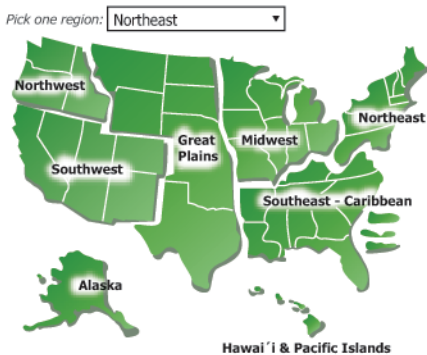 Pick one region: Northeast
Northwest
Northeast
Great
Plains
Midwest
Southwest
Southeast - Caribbean
Alaska
Hawai´i & Pacific Islands